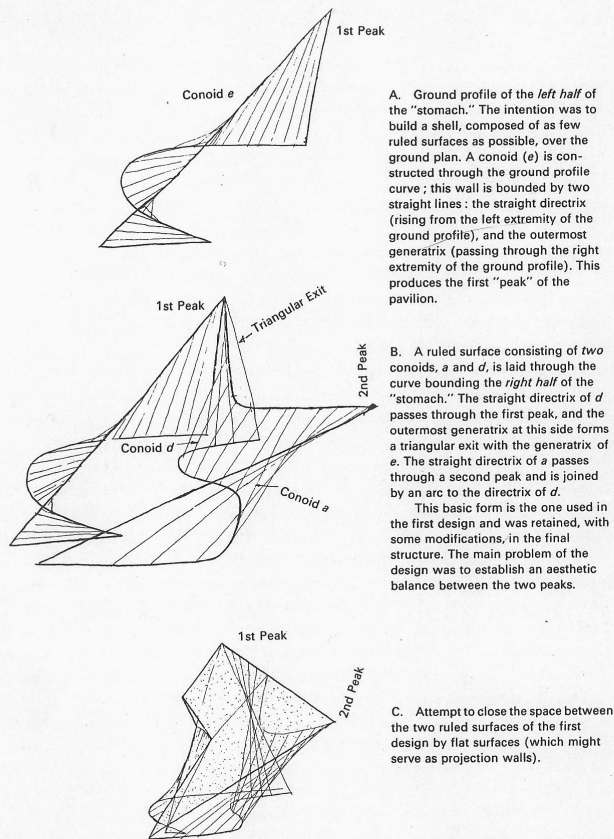 1st Peak
Conoid e
A. Ground profile of the left half of
the "stomach." The intention was to
build a shell, composed of as few
ruled surfaces as possible, over the
ground plan. A conoid (e) is con-
structed through the ground profile
curve ; this wall is bounded by two
straight lines : the straight directrix
(rising from the left extremity of the
ground profile), and the outermost
generatrix (passing through the right
extremity of the ground profile). This
produces the first "peak" of the
pavilion.
1st Peak
Triangular Exit
2nd Peak
Conoid d
Conoid a
B. A ruled surface consisting of two
conoids, a and d, is laid through the
curve bounding the right half of the
"stomach." The straight directrix of d
passes through the first peak, and the
outermost generatrix at this side forms
a triangular exit with the generatrix of
e. The straight directrix of a passes
through a second peak and is joined
by an arc to the directrix of d.
This basic form is the one used in
the first design and was retained, with
some modifications, in the final
structure. The main problem of the
design was to establish an aesthetic
balance between the two peaks.
1st Peak
2nd Peak
C. Attempt to close the space between
the two ruled surfaces of the first
design by flat surfaces (which might
serve as projection walls).